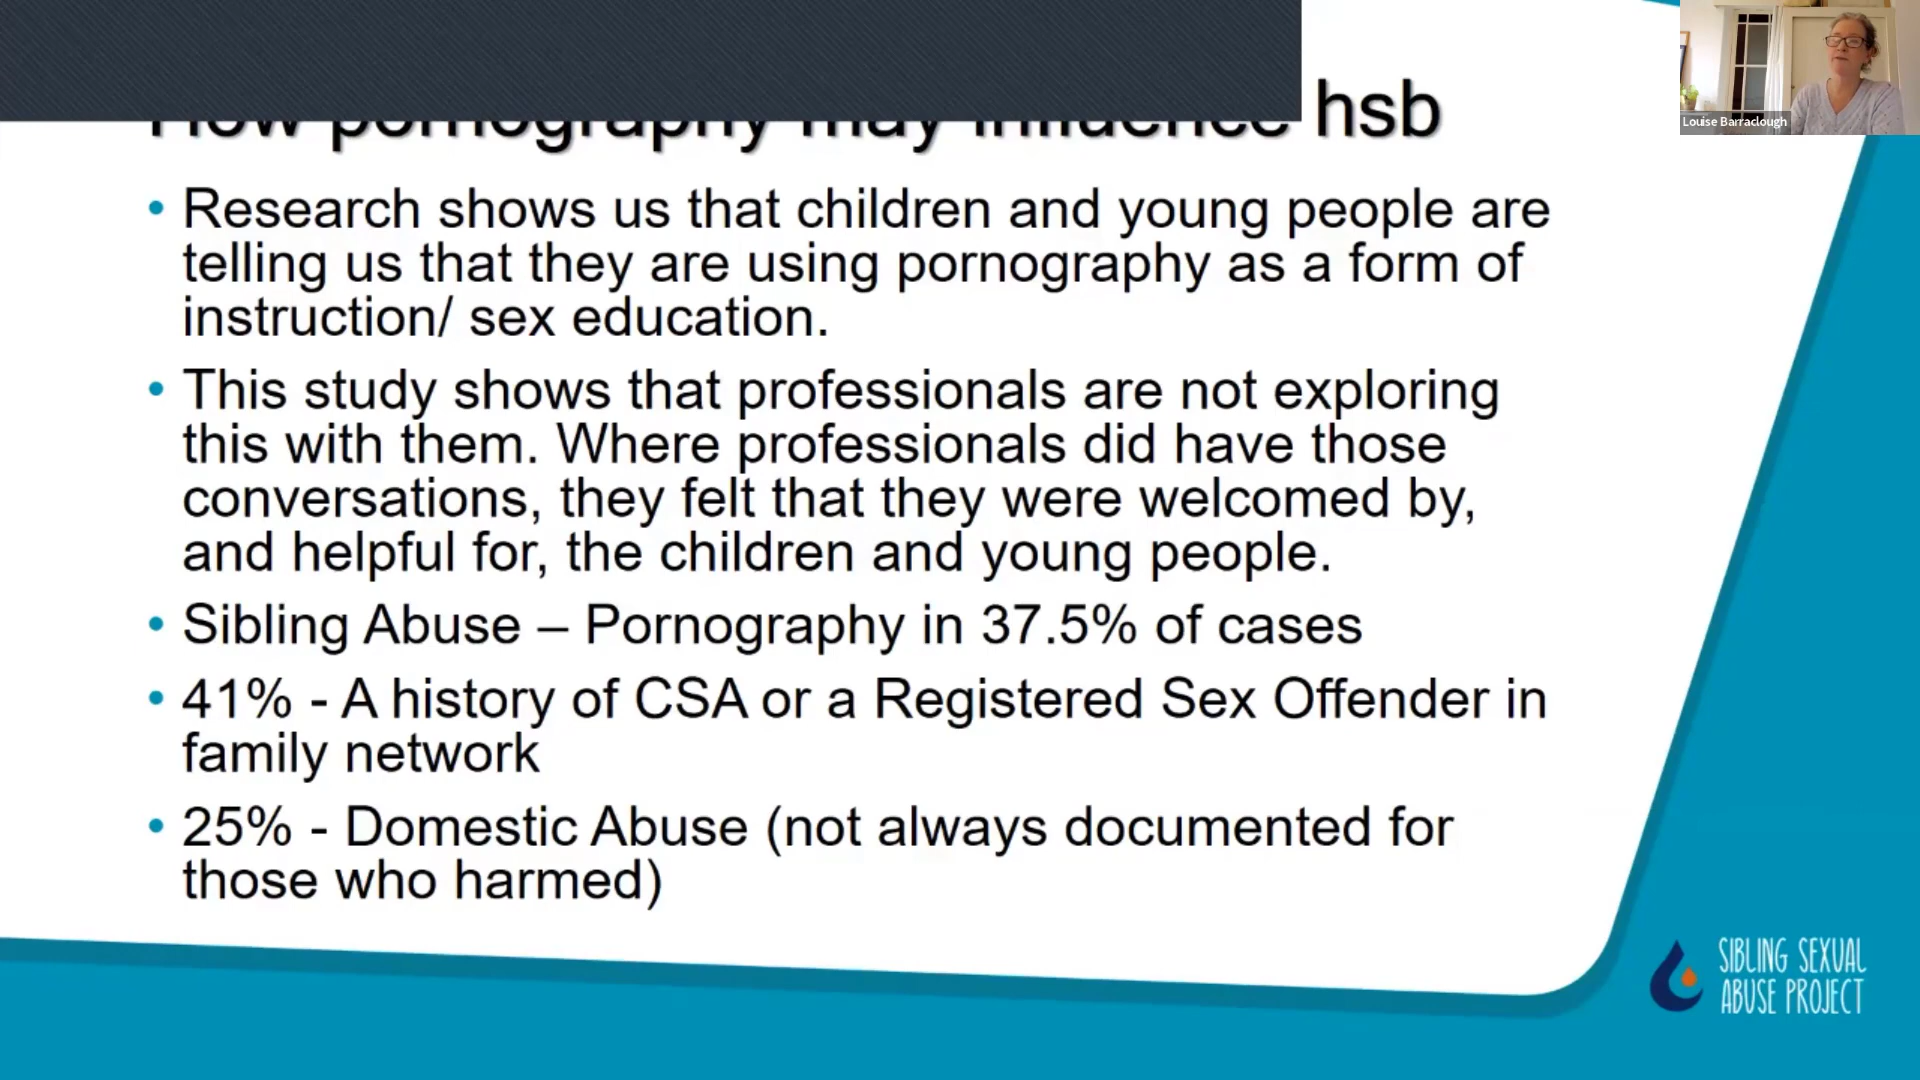 How pornography may influence hsb
Louise Barraclough
• Research shows us that children and young people are
telling us that they are using pornography as a form of
instruction/ sex education.
• This study shows that professionals are not exploring
this with them. Where professionals did have those
conversations, they felt that they were welcomed by,
and helpful for, the children and young people.
• Sibling Abuse – Pornography in 37.5% of cases
• 41% - A history of CSA or a Registered Sex Offender in
family network
• 25% - Domestic Abuse (not always documented for
those who harmed)
SIBLING SEXUAL
ABUSE PROJECT